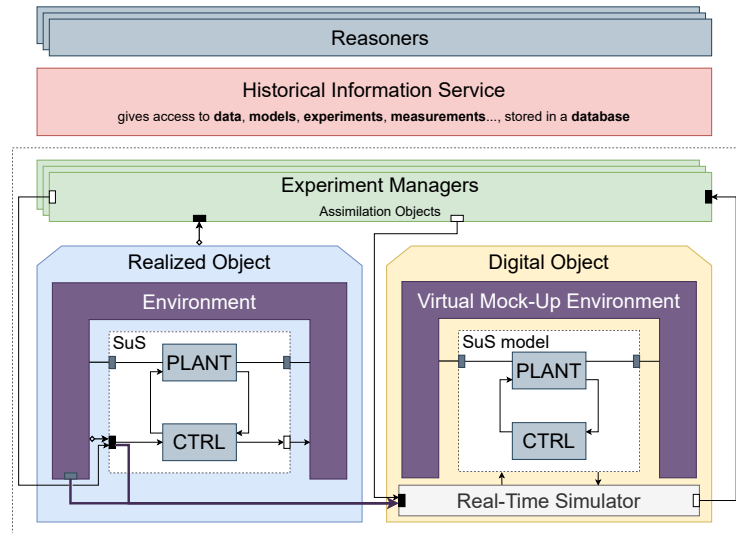 Reasoners
Historical Information Service
gives access to data, models, experiments, measurements..., stored in a database
Experiment Managers
Assimilation Objects
Realized Object
Environment
SuS
PLANT
CTRL
Digital Object
Virtual Mock-Up Environment
SuS model
PLANT
CTRL
Real-Time Simulator